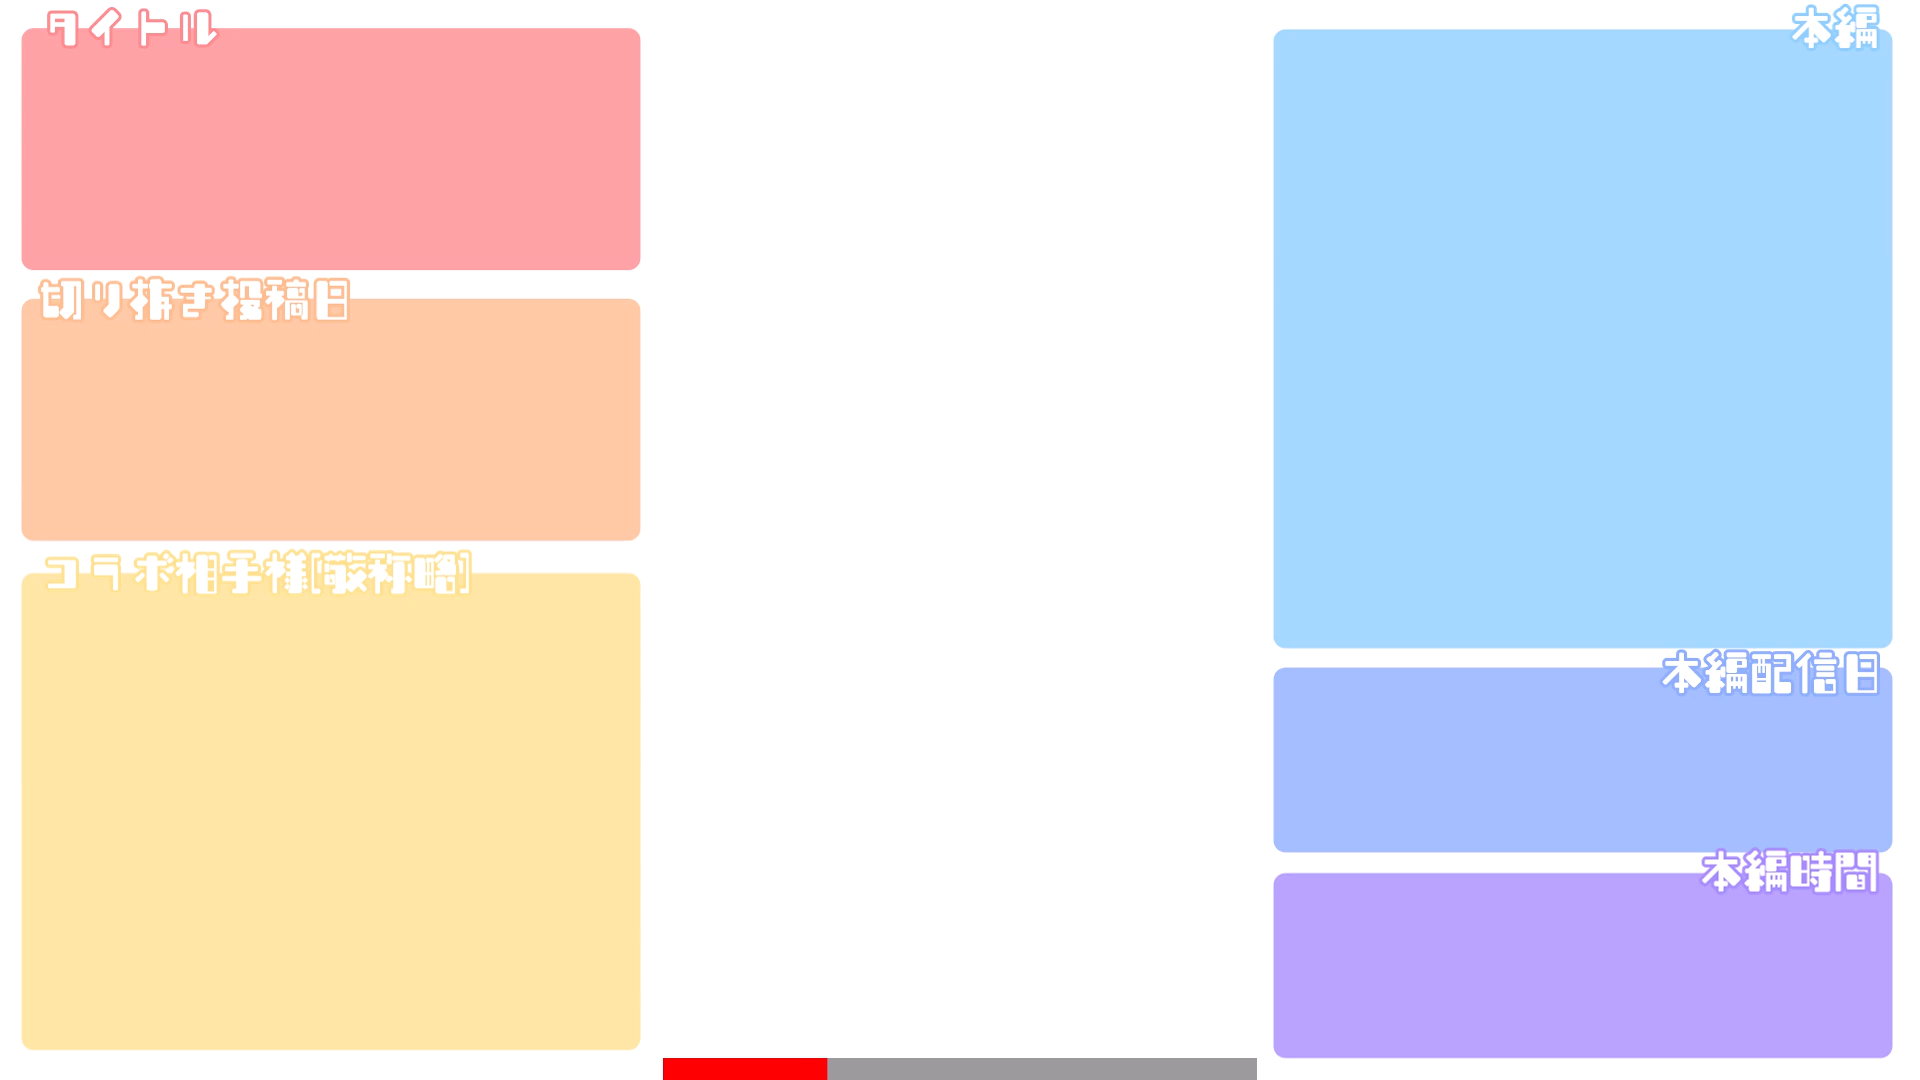 タイトル
切り抜き投稿日
コラボ相手様[敬称略]
本編
本編配信日
本編時間